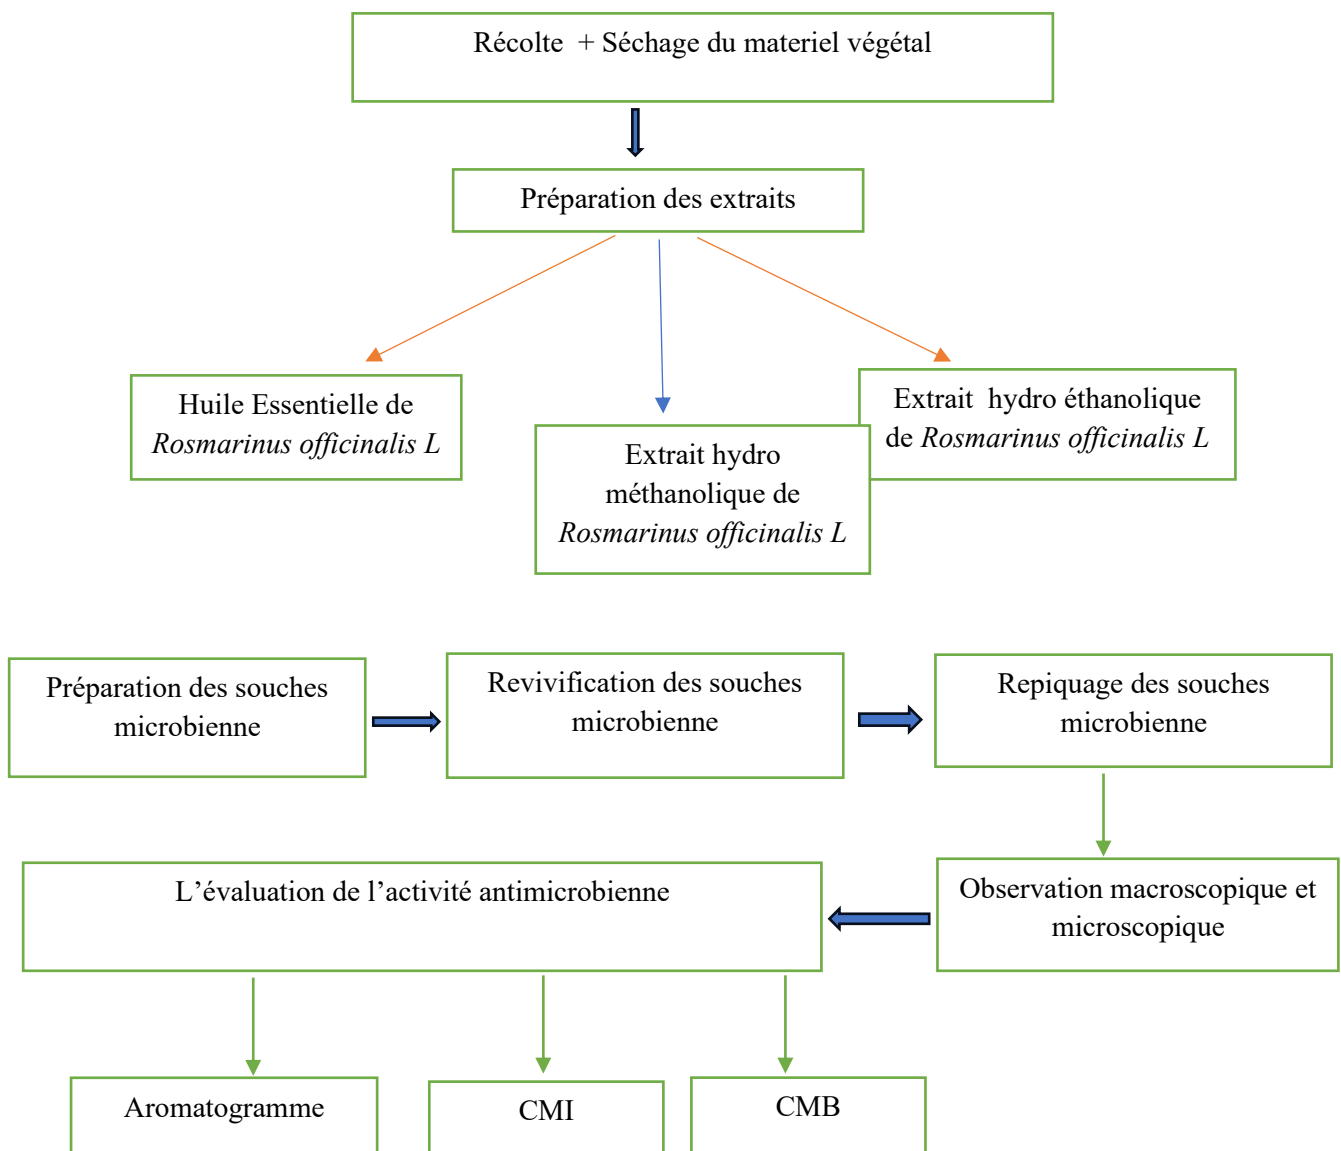 Récolte + Séchage du materiel végétal
Préparation des extraits
Huile Essentielle de
Rosmarinus officinalis L
Extrait hydro
méthanolique de
Rosmarinus officinalis L
Extrait hydro éthanolique
de Rosmarinus officinalis L
Préparation des souches
microbienne
Revivification des souches
microbienne
Repiquage des souches
microbienne
Observation macroscopique et
microscopique
L’évaluation de l’activité antimicrobienne
Aromatogramme
CMI
CMB